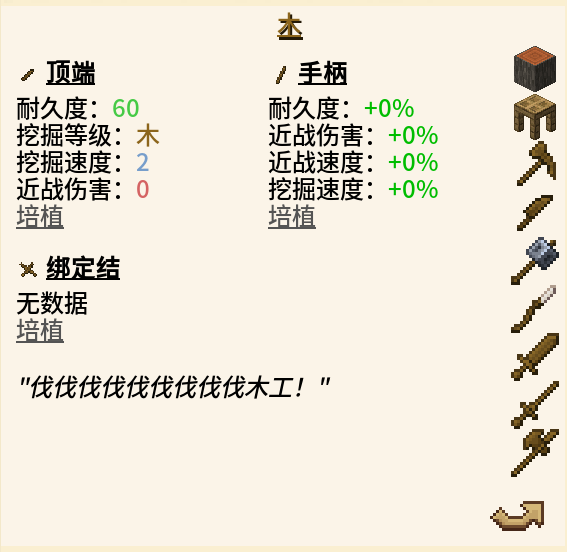 木
顶端
耐久度：60
挖掘等级：木
挖掘速度：2
近战伤害：0
培植
手柄
耐久度：+0%
近战伤害：+0%
近战速度：+0%
挖掘速度：+0%
培植
绑定结
无数据
培植
"伐伐伐伐伐伐伐伐伐木工！"